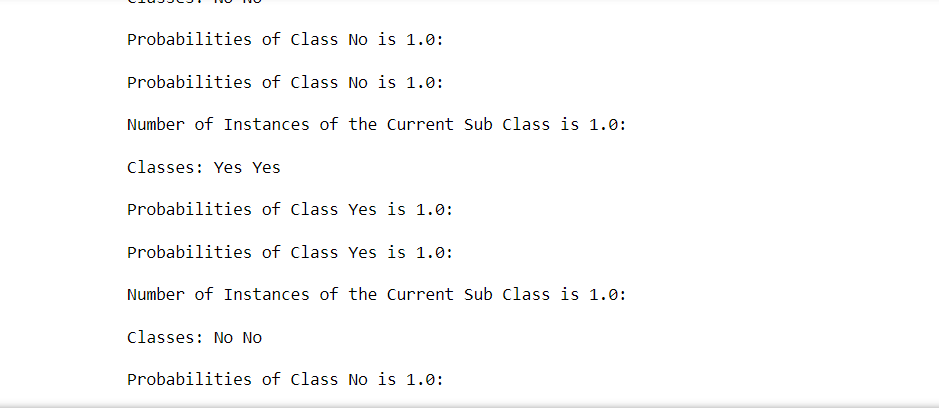 Classes: No No
Probabilities of Class No is 1.0:
Probabilities of Class No is 1.0:
Number of Instances of the Current Sub Class is 1.0:
Classes: Yes Yes
Probabilities of Class Yes is 1.0:
Probabilities of Class Yes is 1.0:
Number of Instances of the Current Sub Class is 1.0:
Classes: No No
Probabilities of Class No is 1.0: